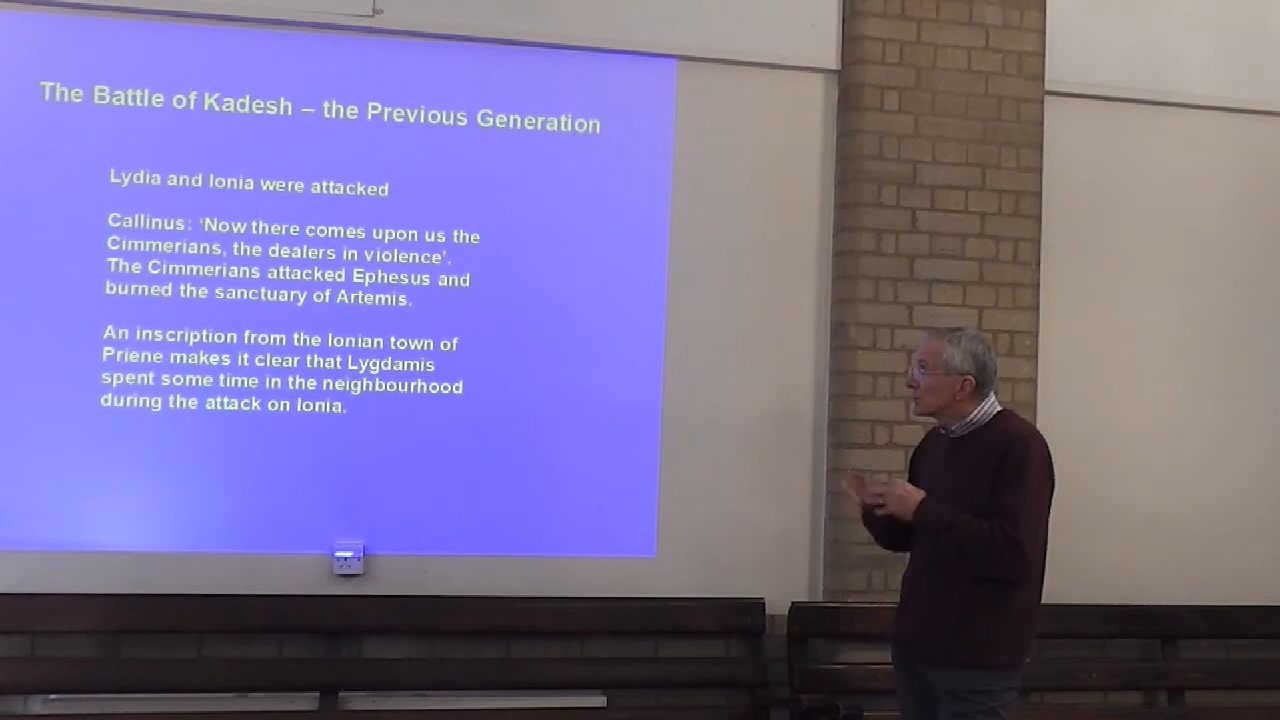 The Battle of Kadesh – the Previous Generation
Lydia and Ionia were attacked
Callinus: ‘Now there comes upon us the
Cimmerians, the dealers in violence’.
The Cimmerians attacked Ephesus and
burned the sanctuary of Artemis.
An inscription from the Ionian town of
Priene makes it clear that Lygdamis
spent some time in the neighbourhood
during the attack on Ionia.